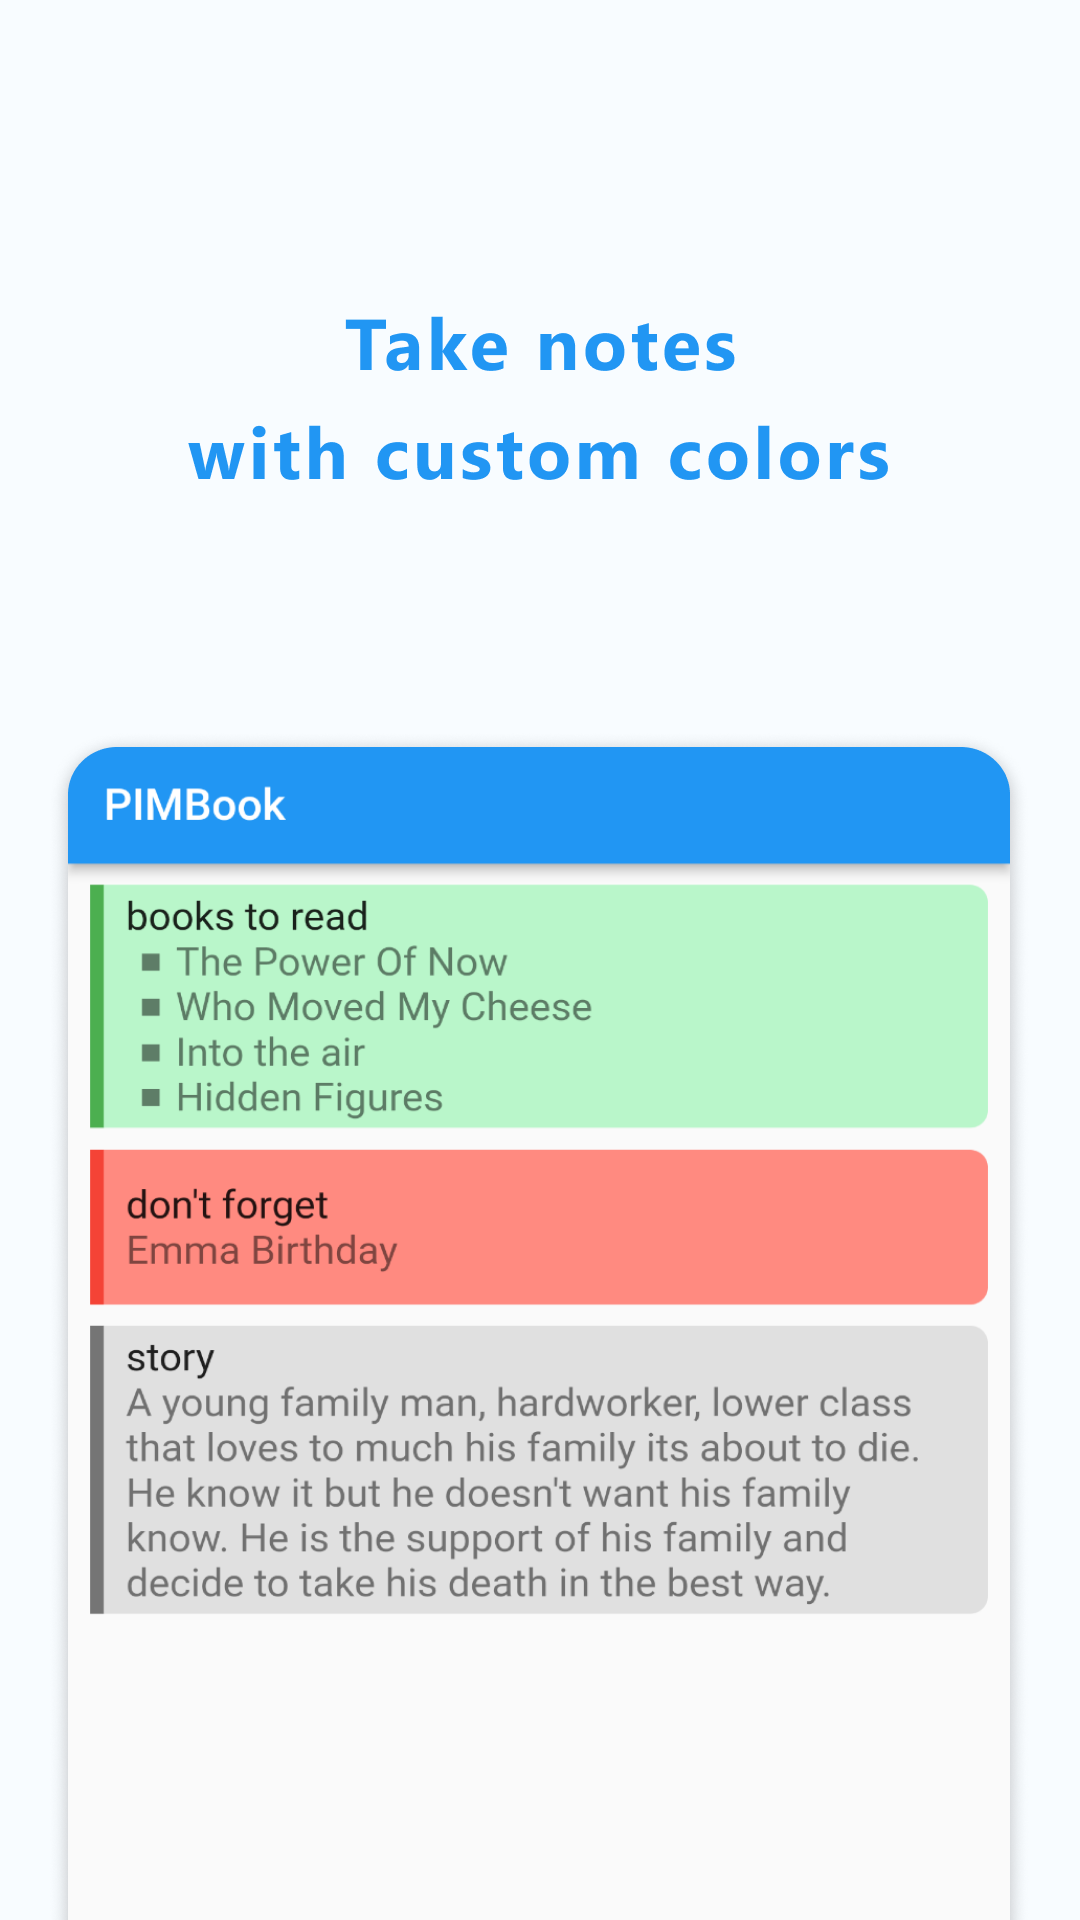 Take notes
with custom colors
PIMBook
books to read
■ The Power Of Now
■ Who Moved My Cheese
■ Into the air
■ Hidden Figures
don't forget
Emma Birthday
story
A young family man, hardworker, lower class
that loves to much his family its about to die.
He know it but he doesn't want his family
know. He is the support of his family and
decide to take his death in the best way.